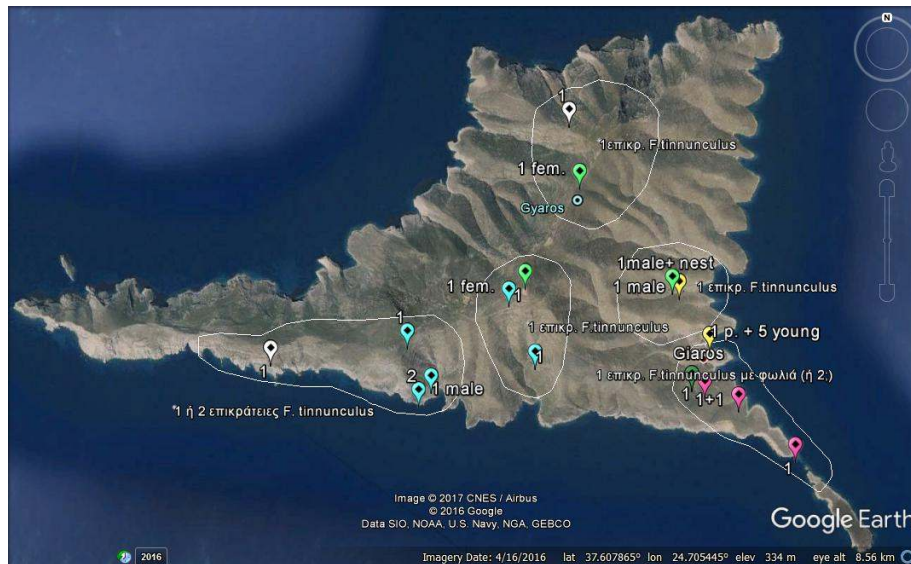 N
1
1επικρ. F.tinnunculus
1 fem.
Gyaros
1male+ nest
1 fem.
1
1 male
1 επικρ. F.tinnunculus
1
1 επικρ. F.tinnunculus
1 p. + 5 young
1
Giaros
1
1 επικρ. F.tinnunculus με φωλιά (ή 2;)
2
1 male
1
1+1
*1 ή 2 επικράτειες F. tinnunculus
1
Image © 2017 CNES / Airbus
© 2016 Google
Data SIO, NOAA, U.S. Navy, NGA, GEBCO
Google Earth
2016
Imagery Date: 4/16/2016 lat 37.607865° lon 24.705445° elev 334 m eye alt 8.56 km